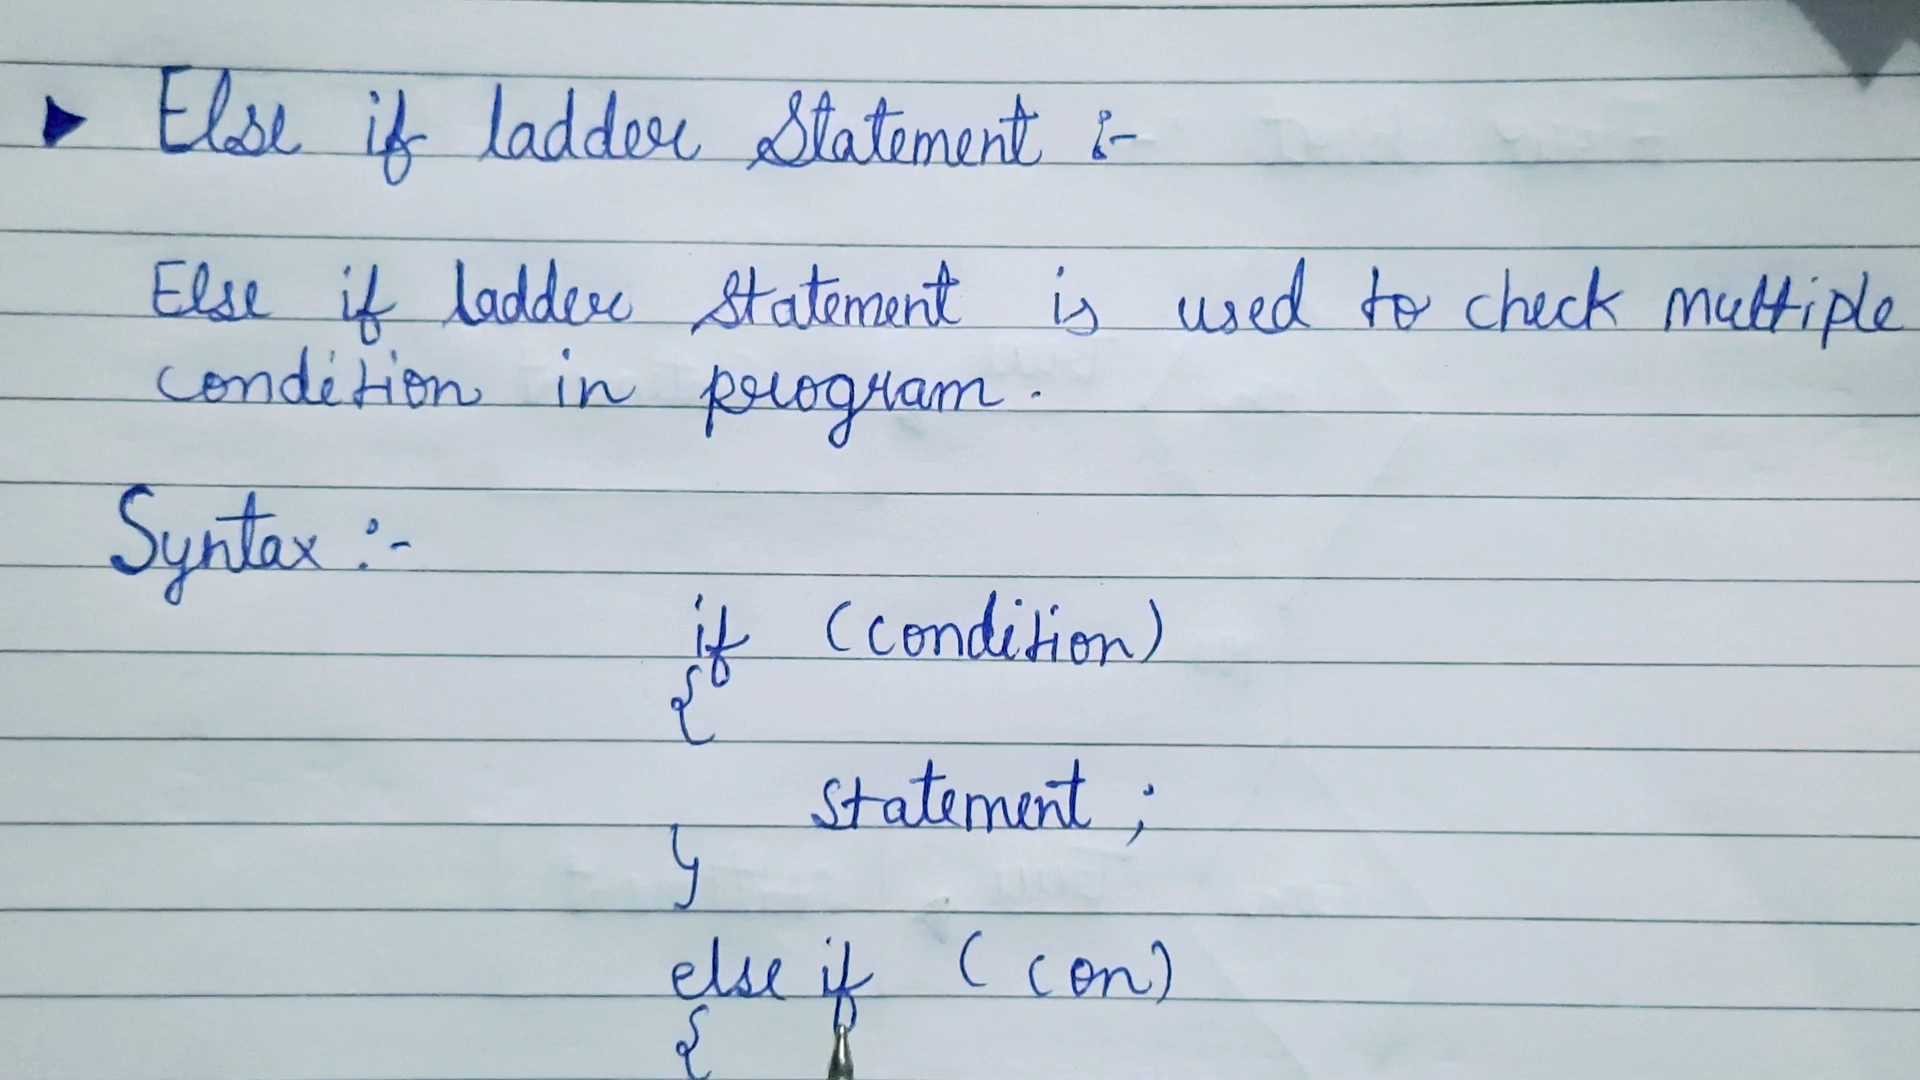 Else if ladder Statement :-
Else if ladder statement is used to check multiple
condition in program.
Syntax :-
if (condition)
{
statement ;
}
else if (con)
{